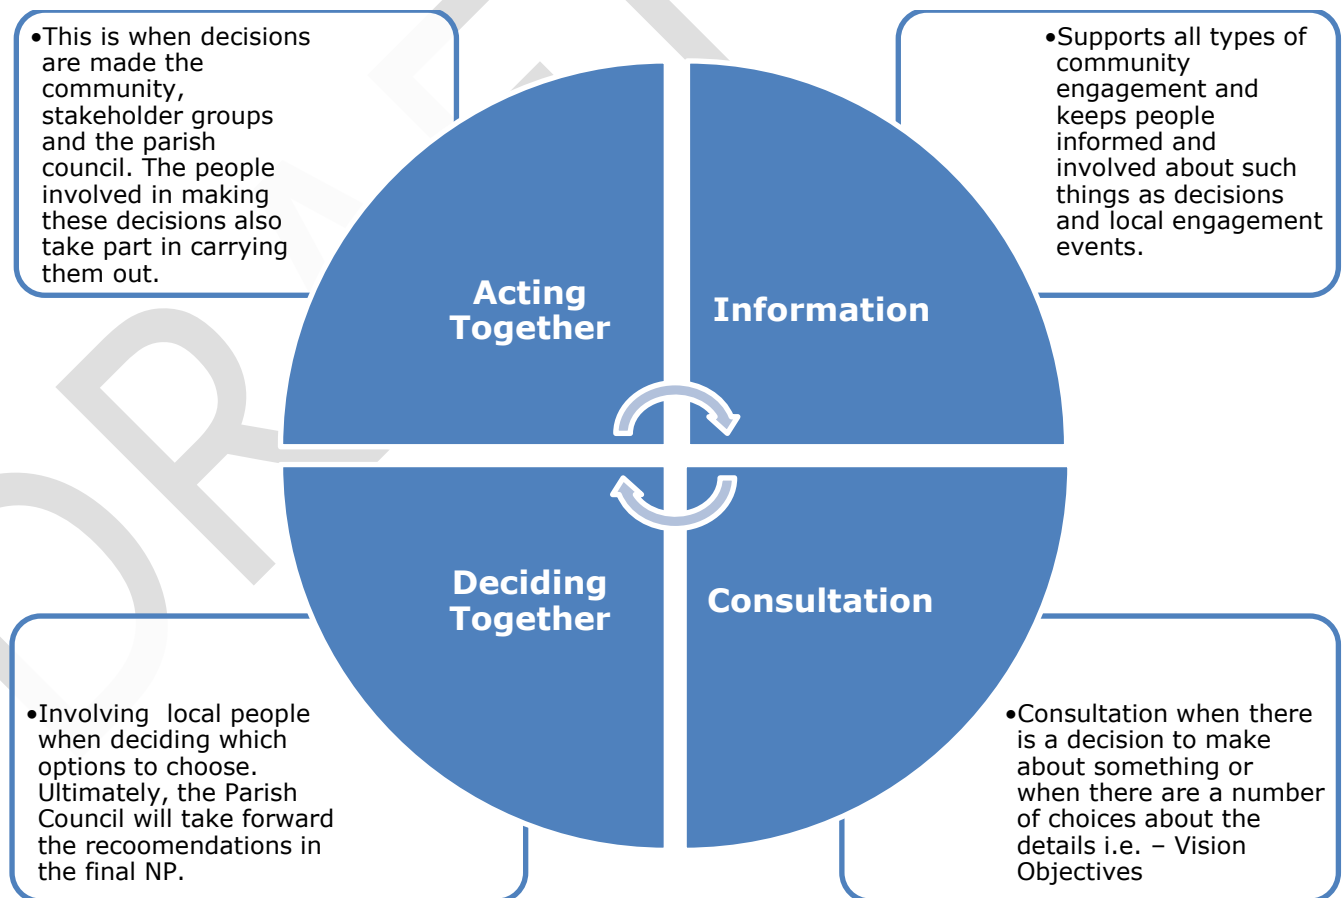 •This is when decisions
are made the
community,
stakeholder groups
and the parish
council. The people
involved in making
these decisions also
take part in carrying
them out.
•Supports all types of
community
engagement and
keeps people
informed and
involved about such
things as decisions
and local engagement
events.
Acting
Together
Information
Deciding
Together
Consultation
•Involving local people
when deciding which
options to choose.
Ultimately, the Parish
Council will take forward
the recoomendations in
the final NP.
•Consultation when there
is a decision to make
about something or
when there are a number
of choices about the
details i.e. – Vision
Objectives
DRAFT